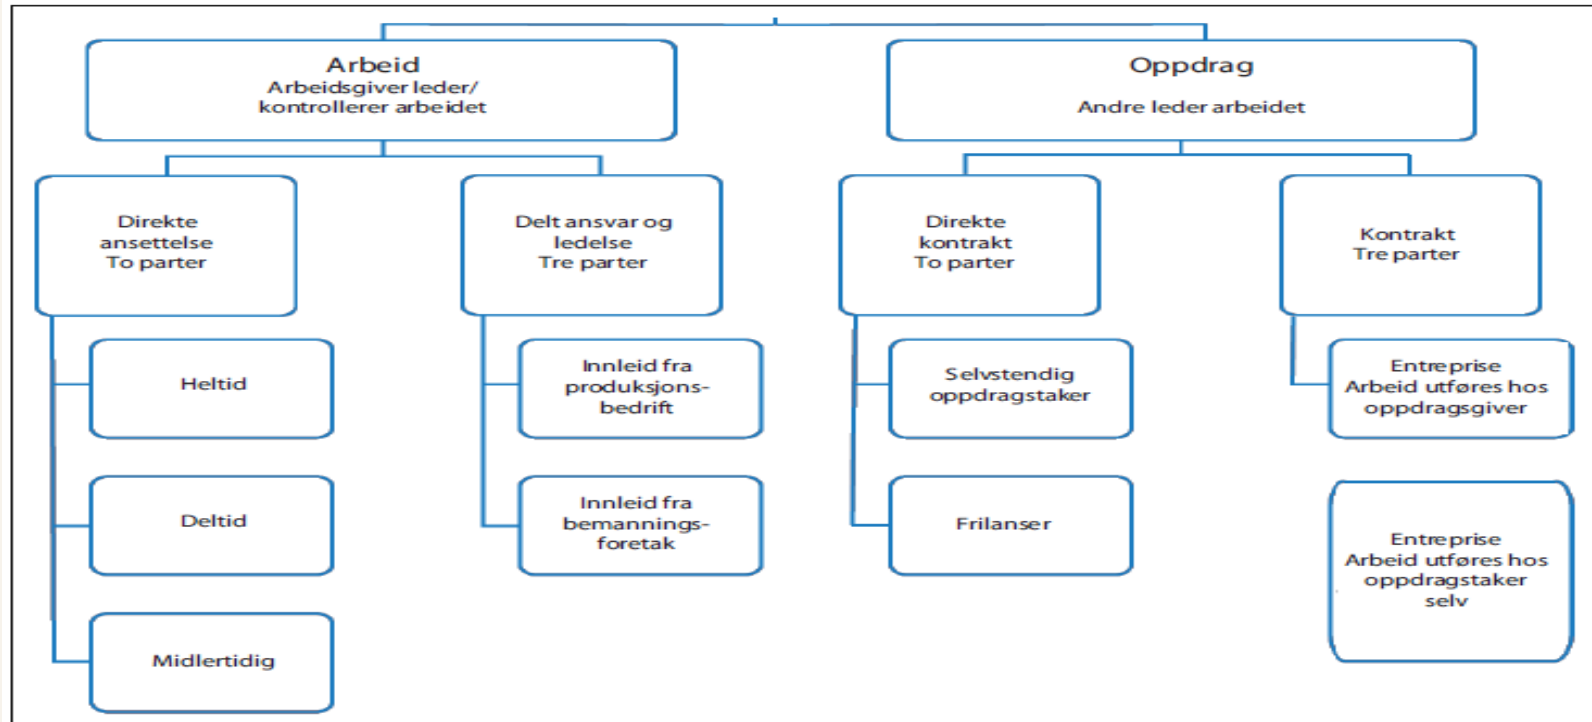 Arbeid
Arbeidsgiver leder/
kontrollerer arbeidet
Oppdrag
Andre leder arbeidet
Direkte
ansettelse
To parter
Delt ansvar og
ledelse
Tre parter
Direkte
kontrakt
To parter
Kontrakt
Tre parter
Heltid
Innleid fra
produksjons-
bedrift
Selvstendig
oppdragstaker
Entreprise
Arbeid utføres hos
oppdragsgiver
Deltid
Innleid fra
bemannings-
foretak
Frilanser
Entreprise
Arbeid utføres hos
oppdragstaker
selv
Midlertidig